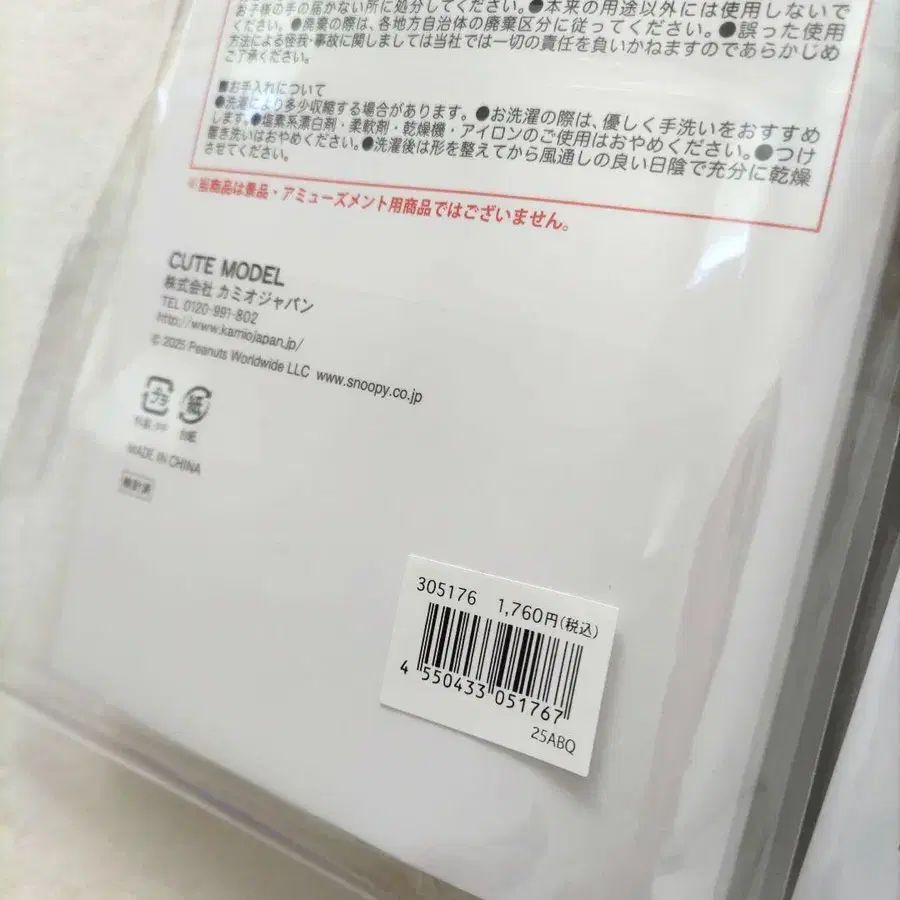 お子様の手の届かない所に処分してください。●本来の用途以外には使用しないで
ください。●廃棄の際は、各地方自治体の廃棄区分に従ってください。●誤った使用
方法による怪我・事故に関しましては当社では一切の責任を負いかねますのであらかじめ
ご了承ください。
■お手入れについて
●洗濯により多少収縮する場合があります。●お洗濯の際は、優しく手洗いをおすすめ
します。●塩素系漂白剤・柔軟剤・乾燥機・アイロンのご使用はおやめください。●つけ
置き洗いはおやめください。●洗濯後は形を整えてから風通しの良い日陰で充分に乾燥
させてください。
※当商品は景品・アミューズメント用商品ではございません。
CUTE MODEL
株式会社 カミオジャパン
TEL 0120-991-802
http://www.kamiojapan.jp/
© 2025 Peanuts Worldwide LLC www.snoopy.co.jp
プラ 紙
台紙
MADE IN CHINA
検針済
305176 1,760円(税込)
4 550433 051767
25ABQ